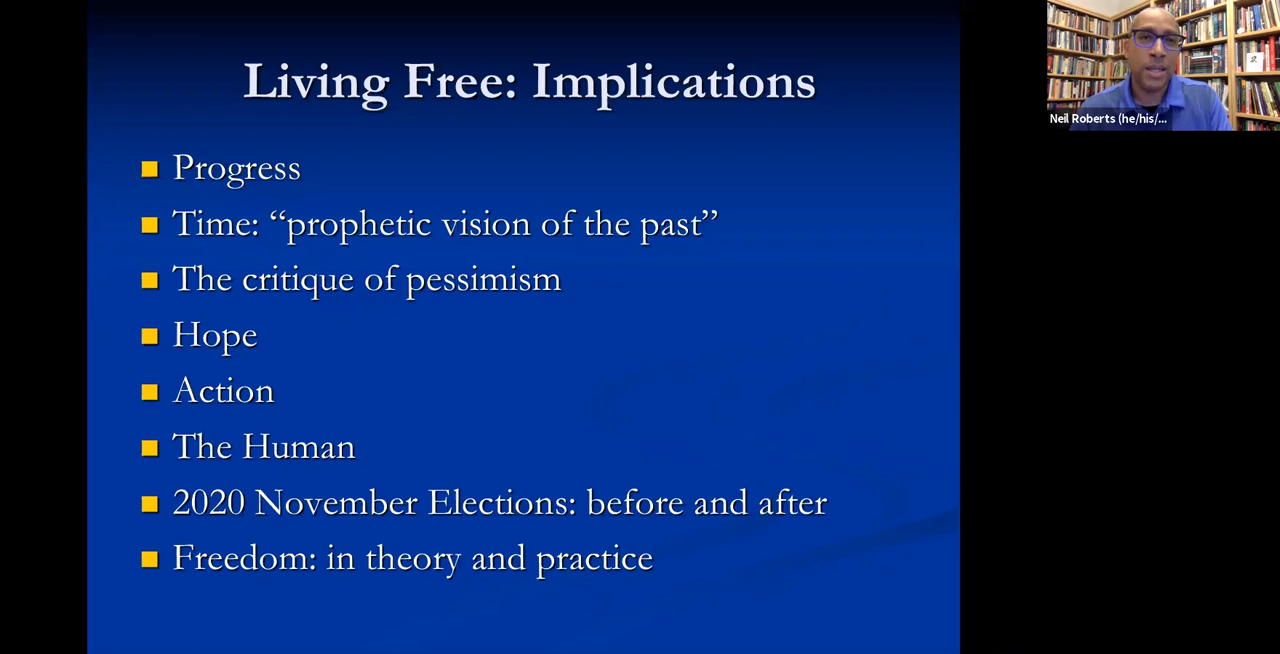 Living Free: Implications
Progress
Time: “prophetic vision of the past”
The critique of pessimism
Hope
Action
The Human
2020 November Elections: before and after
Freedom: in theory and practice
Neil Roberts (he/his/...